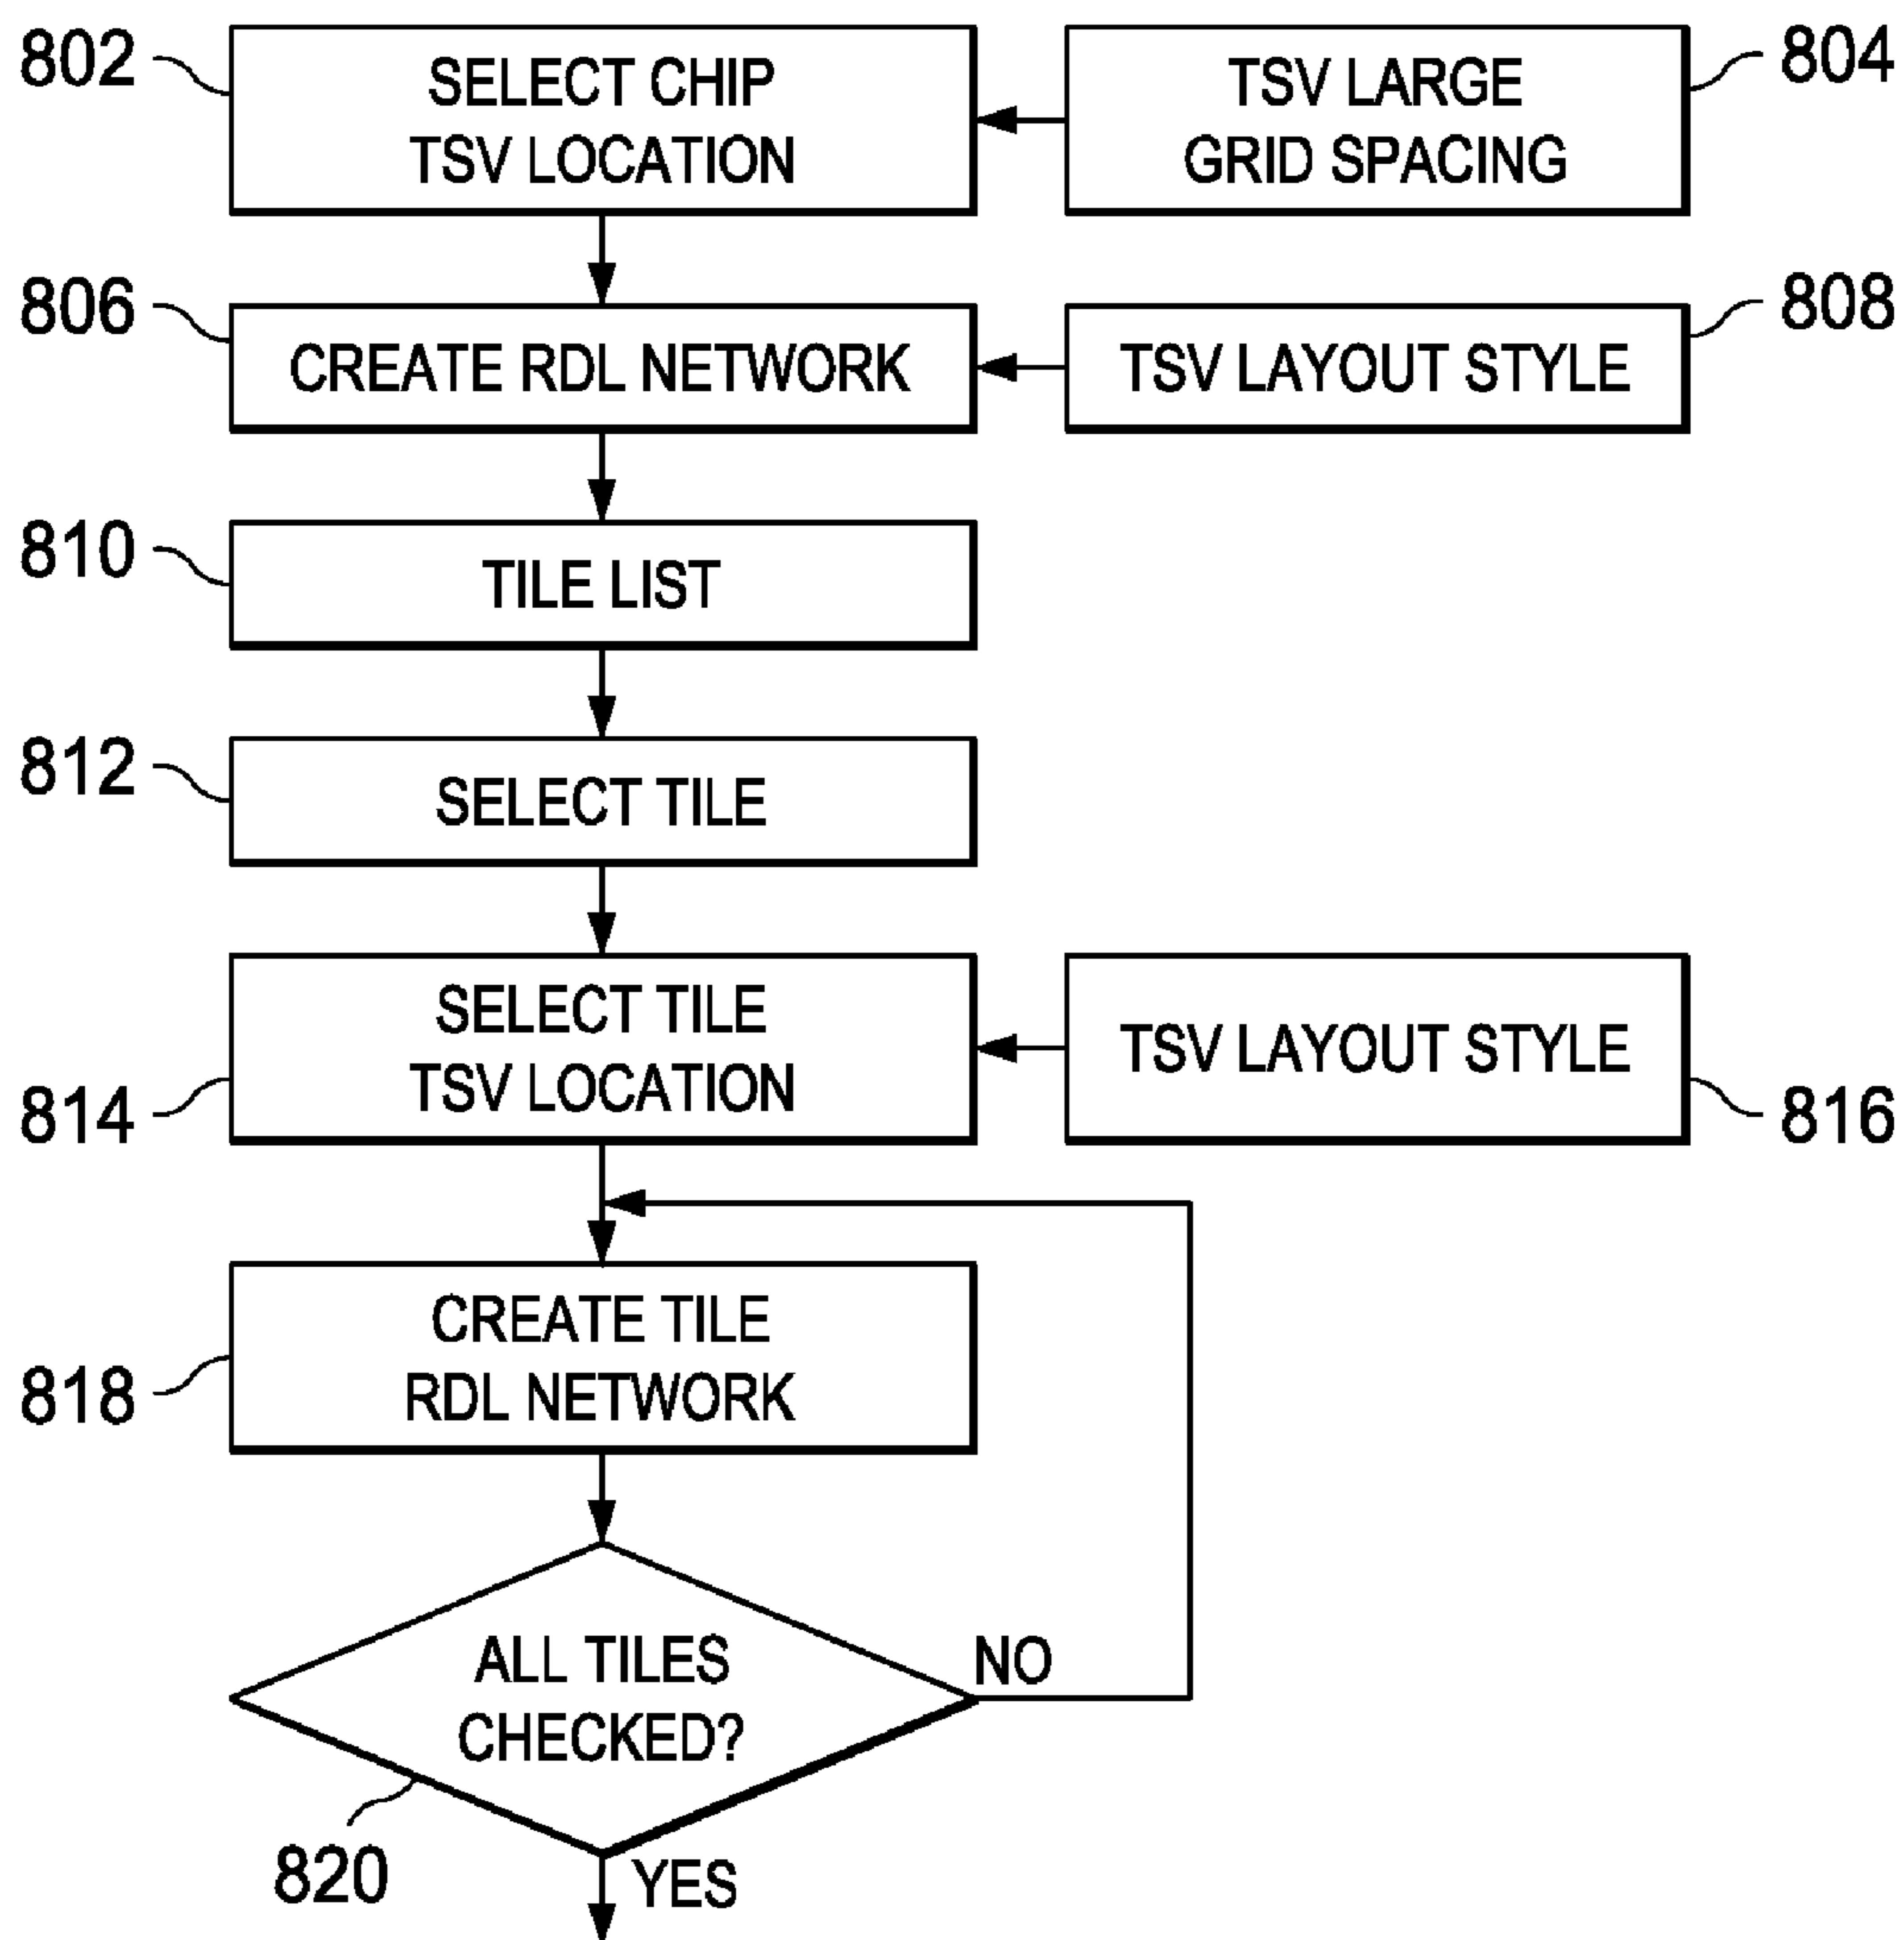 802
SELECT CHIP
TSV LOCATION
TSV LARGE
GRID SPACING
804
806
CREATE RDL NETWORK
TSV LAYOUT STYLE
808
810
TILE LIST
812
SELECT TILE
SELECT TILE
TSV LOCATION
814
TSV LAYOUT STYLE
816
CREATE TILE
RDL NETWORK
818
ALL TILES
CHECKED?
NO
820
YES